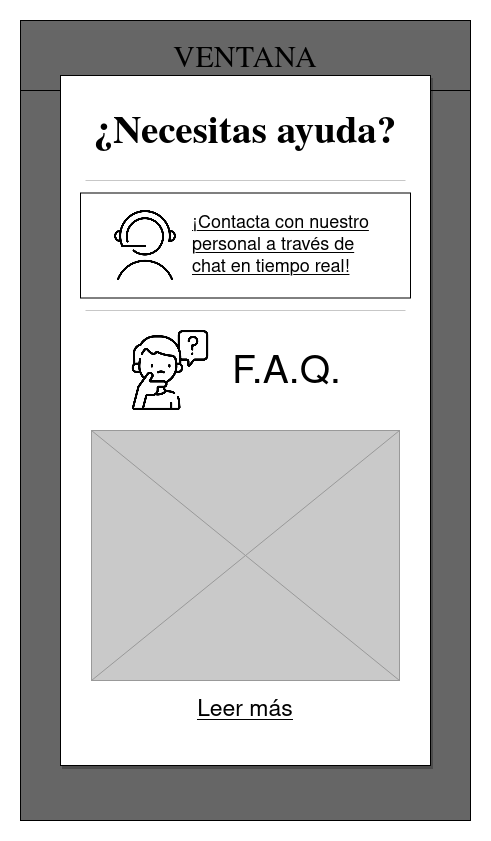 VENTANA
¿Necesitas ayuda?
¡Contacta con nuestro
personal a través de
chat en tiempo real!
?
F.A.Q.
Leer más